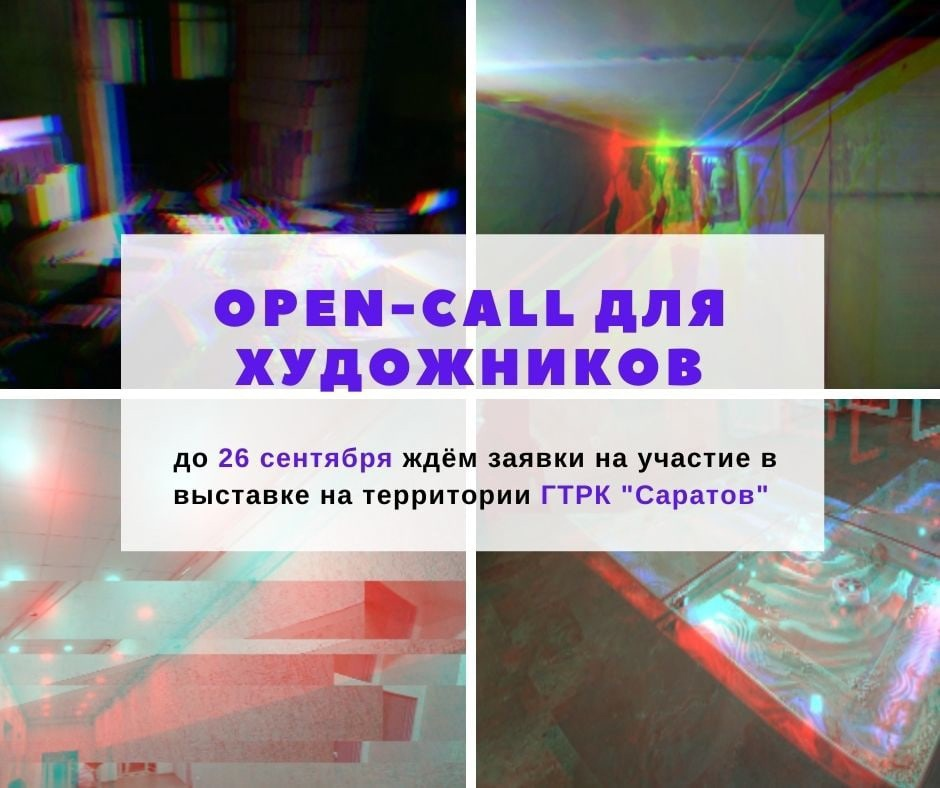 OPEN-CALL ДЛЯ
ХУДОЖНИКОВ
до 26 сентября ждём заявки на участие в
выставке на территории ГТРК "Саратов"